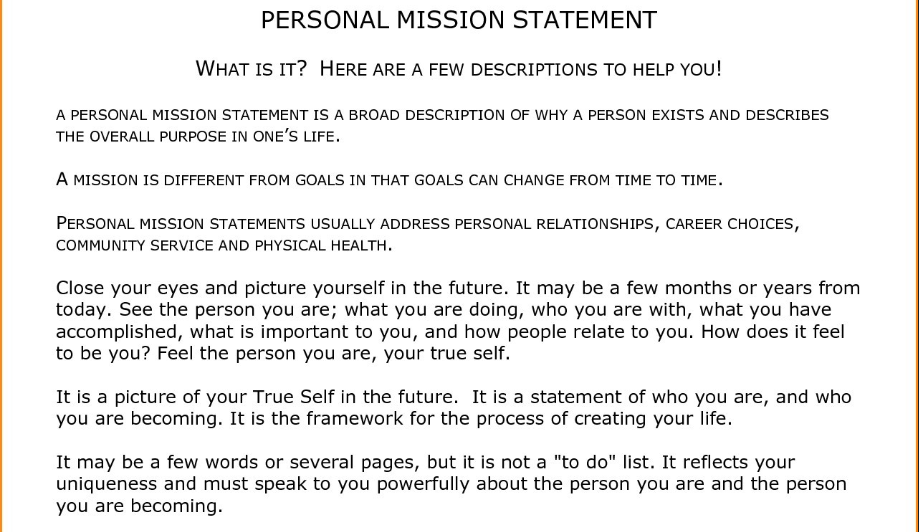 PERSONAL MISSION STATEMENT
WHAT IS IT? HERE ARE A FEW DESCRIPTIONS TO HELP YOU!
A PERSONAL MISSION STATEMENT IS A BROAD DESCRIPTION OF WHY A PERSON EXISTS AND DESCRIBES
THE OVERALL PURPOSE IN ONE'S LIFE.
A MISSION IS DIFFERENT FROM GOALS IN THAT GOALS CAN CHANGE FROM TIME TO TIME.
PERSONAL MISSION STATEMENTS USUALLY ADDRESS PERSONAL RELATIONSHIPS, CAREER CHOICES,
COMMUNITY SERVICE AND PHYSICAL HEALTH.
Close your eyes and picture yourself in the future. It may be a few months or years from
today. See the person you are; what you are doing, who you are with, what you have
accomplished, what is important to you, and how people relate to you. How does it feel
to be you? Feel the person you are, your true self.
It is a picture of your True Self in the future. It is a statement of who you are, and who
you are becoming. It is the framework for the process of creating your life.
It may be a few words or several pages, but it is not a "to do" list. It reflects your
uniqueness and must speak to you powerfully about the person you are and the person
you are becoming.